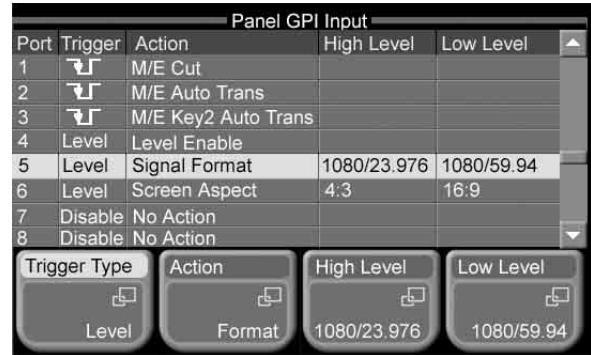 Panel GPI Input
Port Trigger Action High Level Low Level
1 M/E Cut
2 M/E Auto Trans
3 M/E Key2 Auto Trans
4 Level Level Enable
5 Level Signal Format 1080/23.976 1080/59.94
6 Level Screen Aspect 4:3 16:9
7 Disable No Action
8 Disable No Action
Trigger Type Action High Level Low Level
Level Format 1080/23.976 1080/59.94